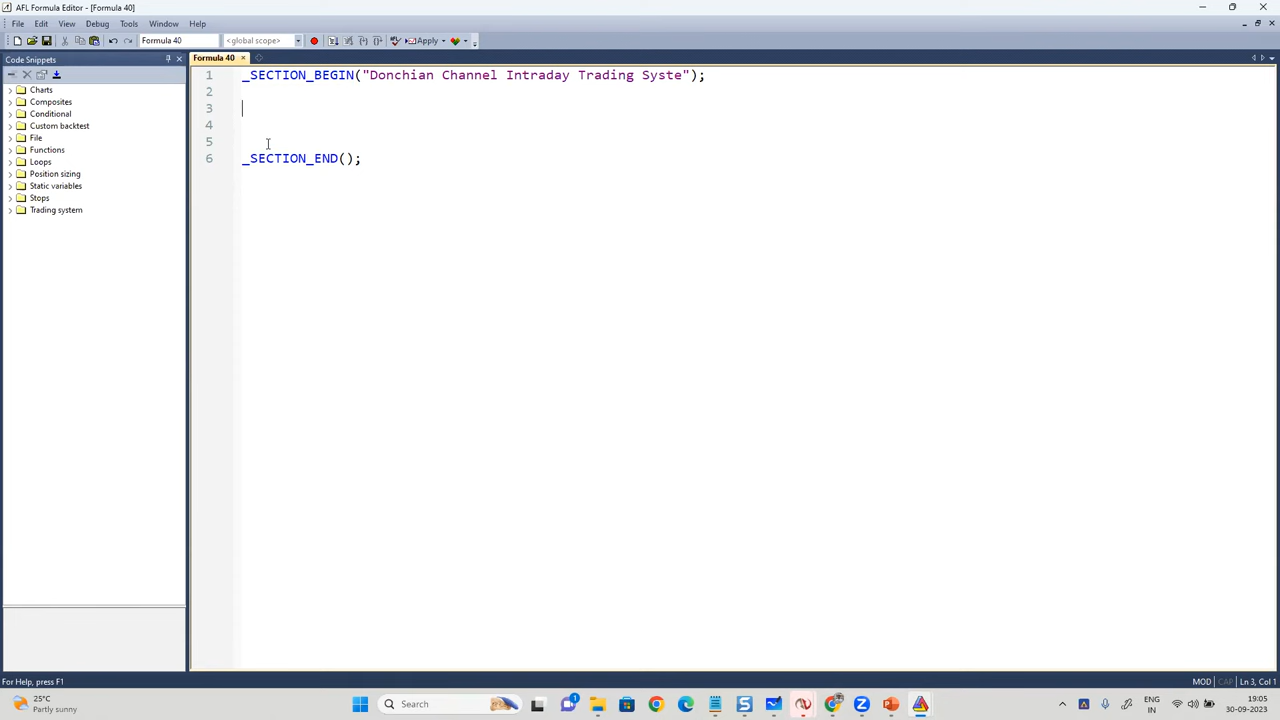 AFL Formula Editor - [Formula 40]
File Edit View Debug Tools Window Help
Formula 40 <global scope> Apply
Code Snippets
Formula 40
Charts
Composites
Conditional
Custom backtest
File
Functions
Loops
Position sizing
Static variables
Stops
Trading system
1 _SECTION_BEGIN("Donchian Channel Intraday Trading Syste");
2
3
4
5
6 _SECTION_END();
For Help, press F1
MOD CAP Ln 3, Col 1
25°C
Partly sunny
Search
1
ENG
IN
19:05
30-09-2023